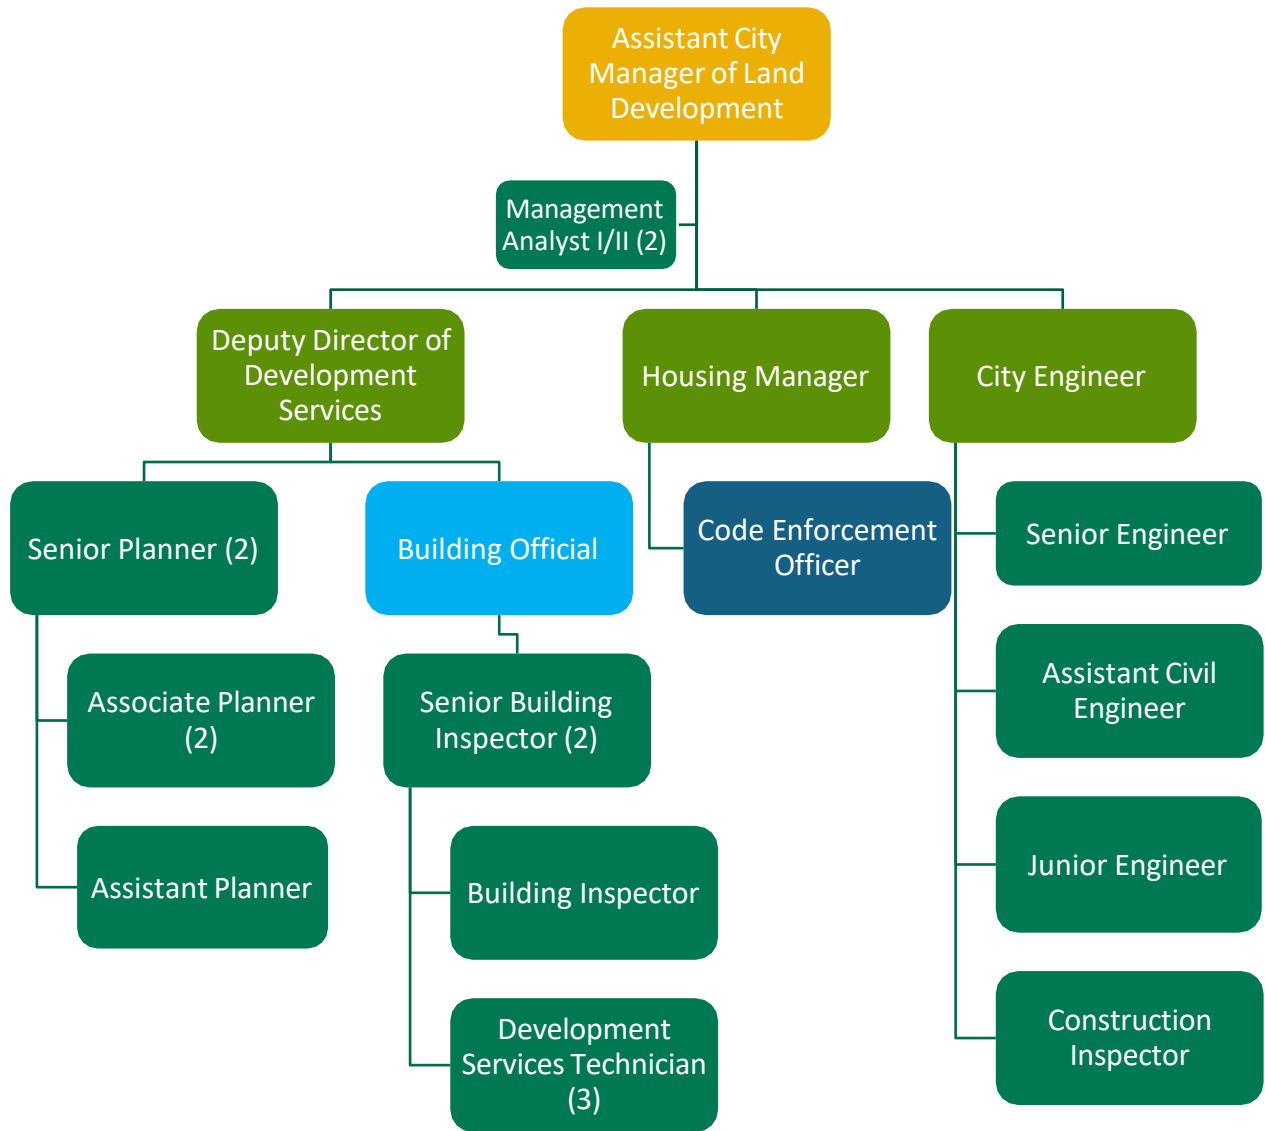 Assistant City
Manager of Land
Development
Management
Analyst I/II (2)
Deputy Director of
Development
Services
Housing Manager
City Engineer
Senior Planner (2)
Building Official
Code Enforcement
Officer
Senior Engineer
Associate Planner
(2)
Senior Building
Inspector (2)
Assistant Civil
Engineer
Assistant Planner
Building Inspector
Junior Engineer
Development
Services Technician
(3)
Construction
Inspector